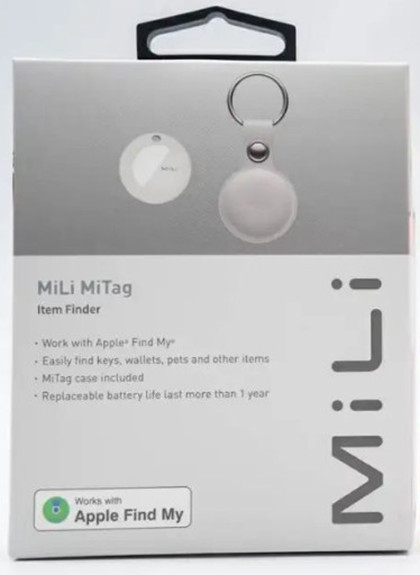 MiLi
MiLi MiTag
Item Finder
• Work with Apple® Find My®
• Easily find keys, wallets, pets and other items
• MiTag case included
• Replaceable battery life last more than 1 year
MiLi
Works with
Apple Find My